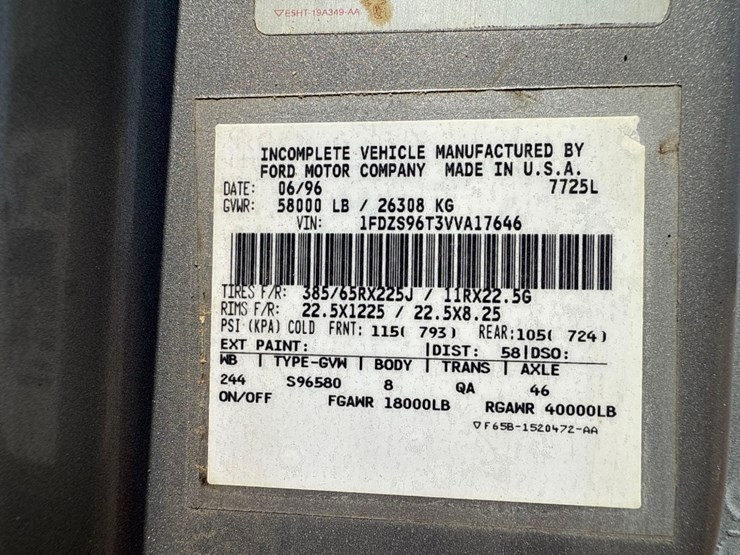 ▽E5HT-19A349-AA
INCOMPLETE VEHICLE MANUFACTURED BY
FORD MOTOR COMPANY MADE IN U.S.A.
DATE: 06/96 7725L
GVWR: 58000 LB / 26308 KG
VIN: 1FDZS96T3VVA17646
TIRES F/R: 385/65RX225J / 11RX22.5G
RIMS F/R: 22.5X1225 / 22.5X8.25
PSI (KPA) COLD FRNT: 115( 793) REAR:105( 724)
EXT PAINT: |DIST: 58|DSO:
WB | TYPE-GVW | BODY | TRANS | AXLE
244 S96580 8 QA 46
ON/OFF FGAWR 18000LB RGAWR 40000LB
▽F65B-1520472-AA